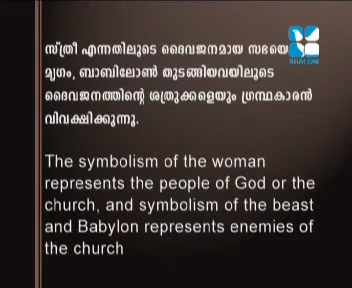 സ്ത്രീ എന്നതിലൂടെ ദൈവജനമായ സഭയെ
SHALOM
മൃഗം, ബാബിലോൺ തുടങ്ങിയവയിലൂടെ
ദൈവജനത്തിന്റെ ശത്രുക്കളെയും ഗ്രന്ഥകാരൻ
വിവക്ഷിക്കുന്നു.
The symbolism of the woman
represents the people of God or the
church, and symbolism of the beast
and Babylon represents enemies of
the church